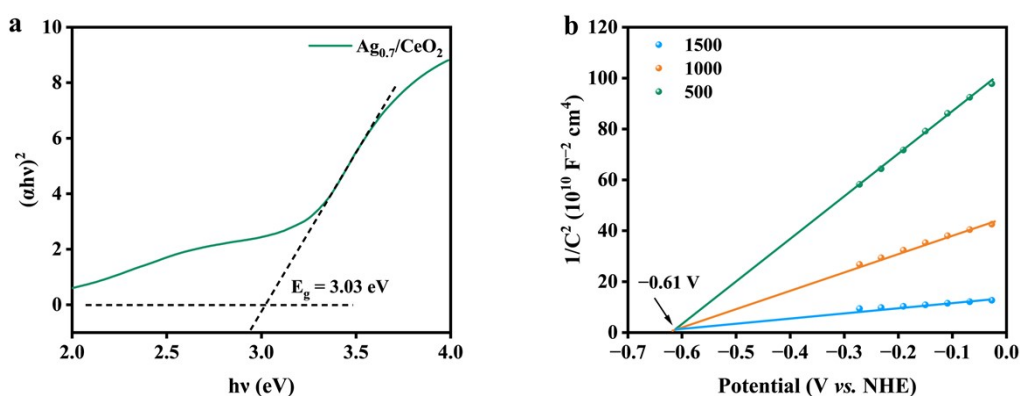 a
Ag₀.₇/CeO₂
(αhν)²
10
8
6
4
2
0
E_g = 3.03 eV
2.0 2.5 3.0 3.5 4.0
hν (eV)
b
1500
1000
500
1/C² (10¹⁰ F⁻² cm⁴)
120
100
80
60
40
20
0
−0.61 V
−0.7 −0.6 −0.5 −0.4 −0.3 −0.2 −0.1 0.0
Potential (V vs. NHE)